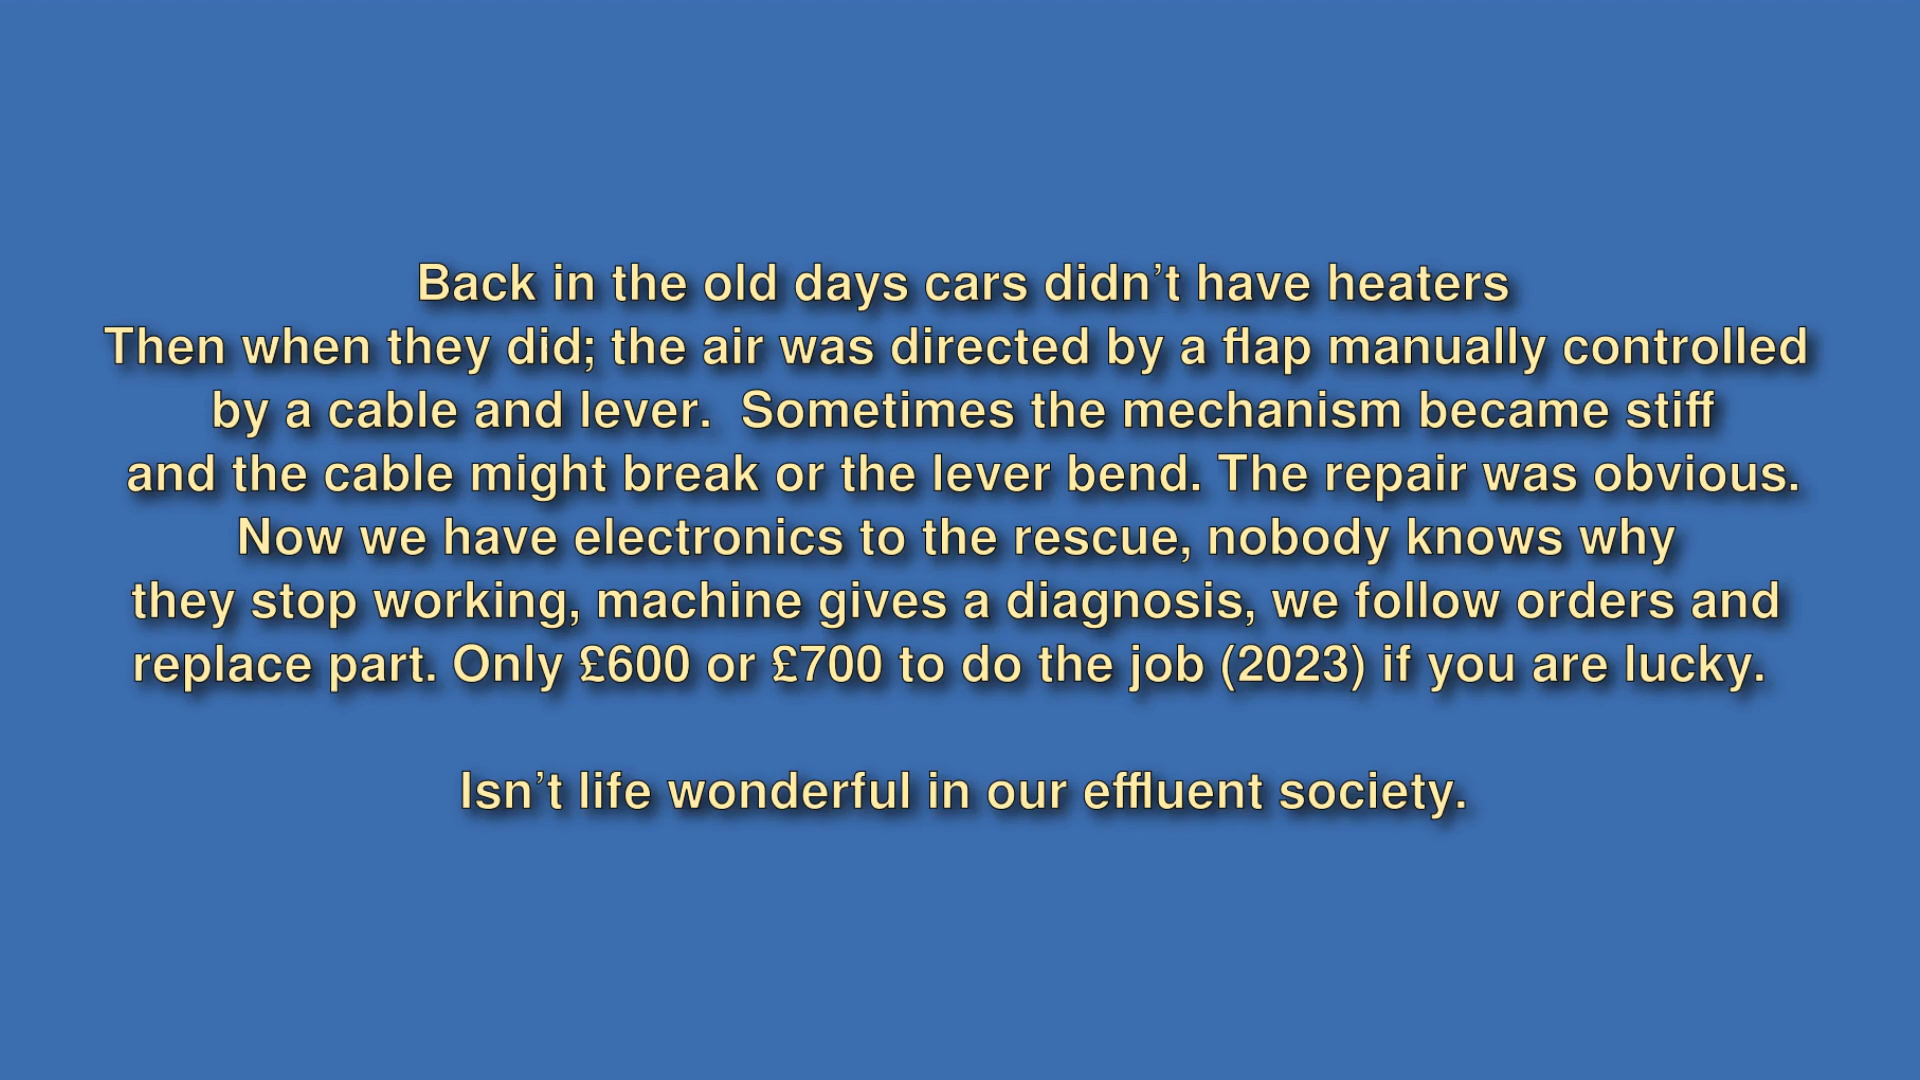 Back in the old days cars didn’t have heaters
Then when they did; the air was directed by a flap manually controlled
by a cable and lever.  Sometimes the mechanism became stiff
and the cable might break or the lever bend. The repair was obvious.
Now we have electronics to the rescue, nobody knows why
they stop working, machine gives a diagnosis, we follow orders and
replace part. Only £600 or £700 to do the job (2023) if you are lucky.
Isn’t life wonderful in our effluent society.